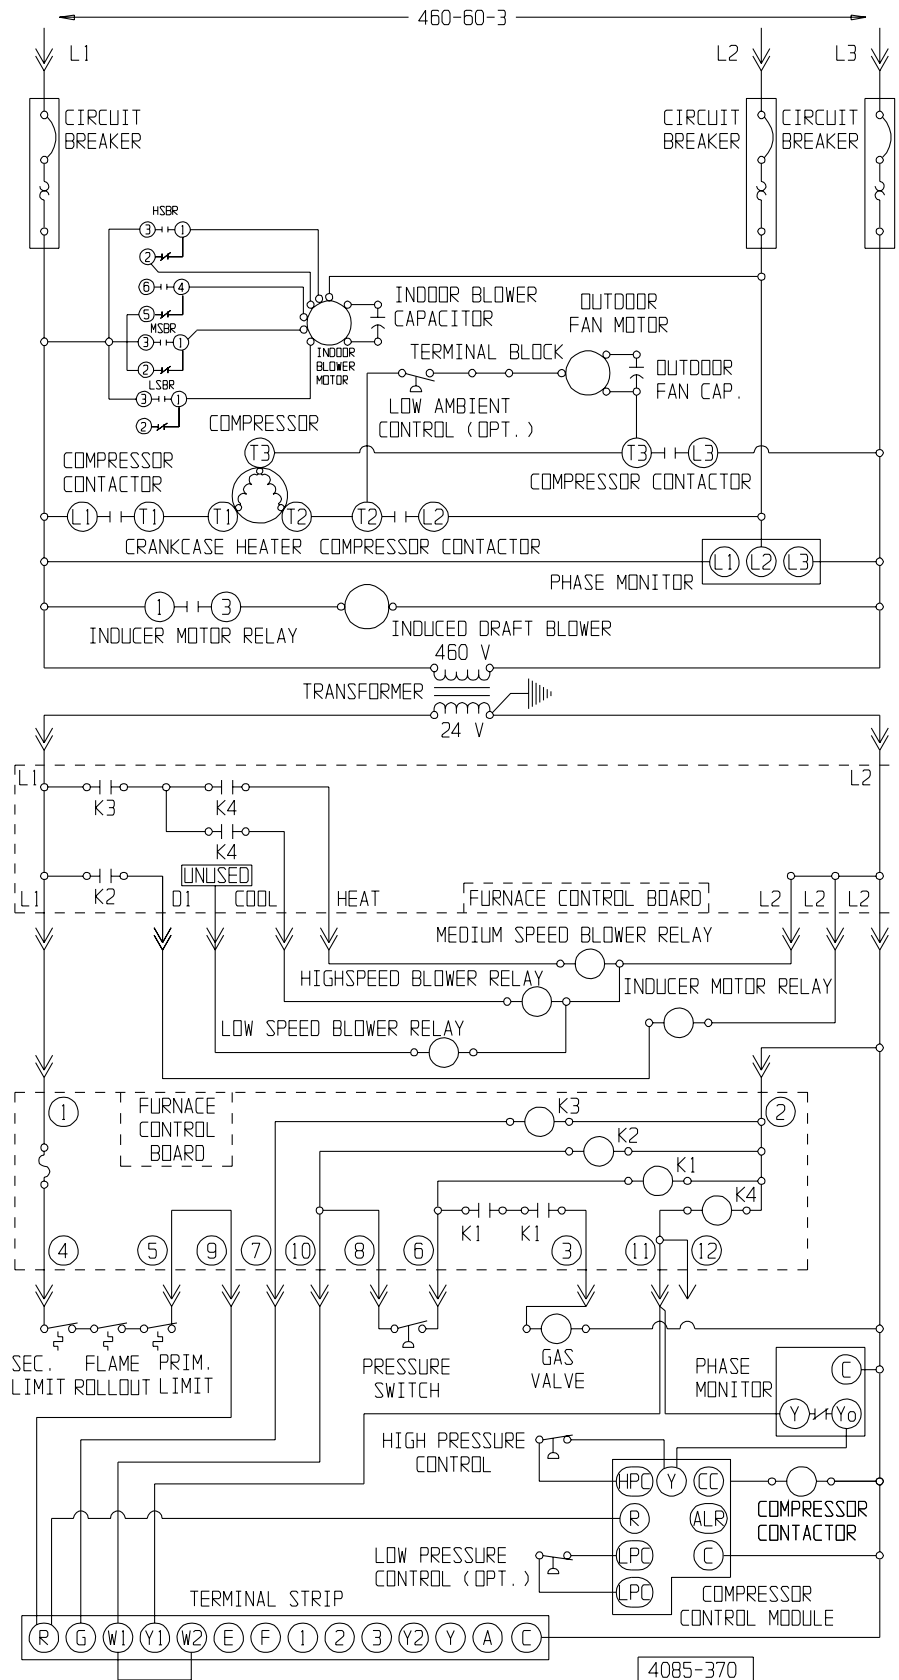 460-60-3
L1
L2
L3
CIRCUIT
BREAKER
CIRCUIT
BREAKER
CIRCUIT
BREAKER
HSBR
3
1
2
6
4
5
MSBR
3
1
2
LSBR
3
1
2
INDOOR
BLOWER
MOTOR
INDOOR BLOWER
CAPACITOR
OUTDOOR
FAN MOTOR
TERMINAL BLOCK
OUTDOOR
FAN CAP.
LOW AMBIENT
CONTROL (OPT.)
COMPRESSOR
T3
T3
L3
COMPRESSOR
CONTACTOR
COMPRESSOR CONTACTOR
L1
T1
T1
T2
T2
L2
CRANKCASE HEATER
COMPRESSOR CONTACTOR
L1
L2
L3
PHASE MONITOR
1
3
INDUCER MOTOR RELAY
INDUCED DRAFT BLOWER
460 V
TRANSFORMER
24 V
L1
L2
K3
K4
K4
K2
UNUSED
L1
D1
COOL
HEAT
FURNACE CONTROL BOARD
L2
L2
L2
MEDIUM SPEED BLOWER RELAY
HIGHSPEED BLOWER RELAY
INDUCER MOTOR RELAY
LOW SPEED BLOWER RELAY
1
FURNACE
CONTROL
BOARD
K3
2
K2
K1
K4
K1
K1
4
5
9
7
10
8
6
3
11
12
SEC.
LIMIT
FLAME
ROLLOUT
PRIM.
LIMIT
PRESSURE
SWITCH
GAS
VALVE
PHASE
MONITOR
C
Y
Yo
HIGH PRESSURE
CONTROL
HPC
Y
CC
COMPRESSOR
CONTACTOR
R
ALR
LOW PRESSURE
CONTROL (OPT.)
LPC
C
LPC
COMPRESSOR
CONTROL MODULE
TERMINAL STRIP
R
G
W1
Y1
W2
E
F
1
2
3
Y2
Y
A
C
4085-370